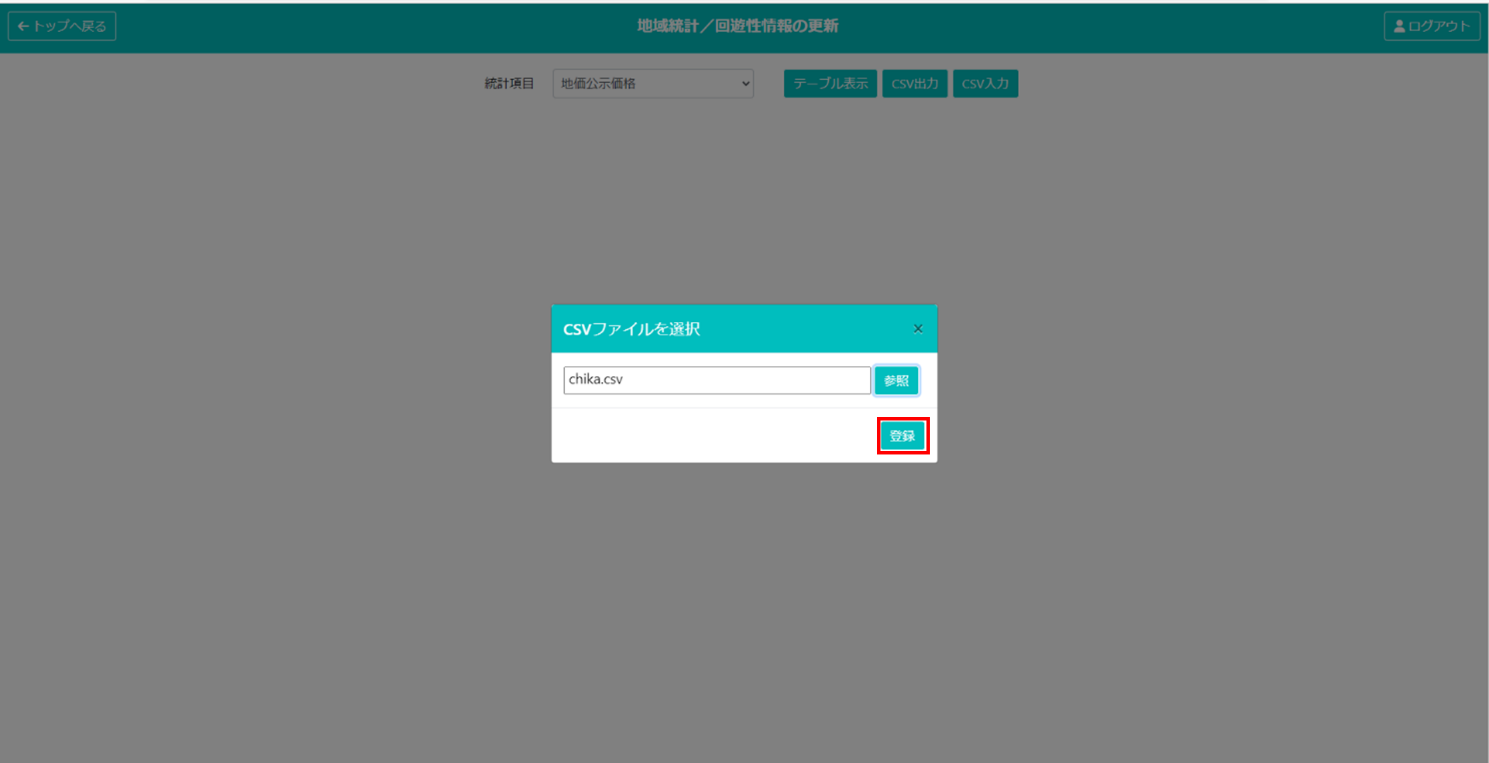 トップへ戻る
地域統計／回遊性情報の更新
ログアウト
統計項目 地価公示価格 テーブル表示 CSV出力 CSV入力
CSVファイルを選択 ×
chika.csv 参照
登録